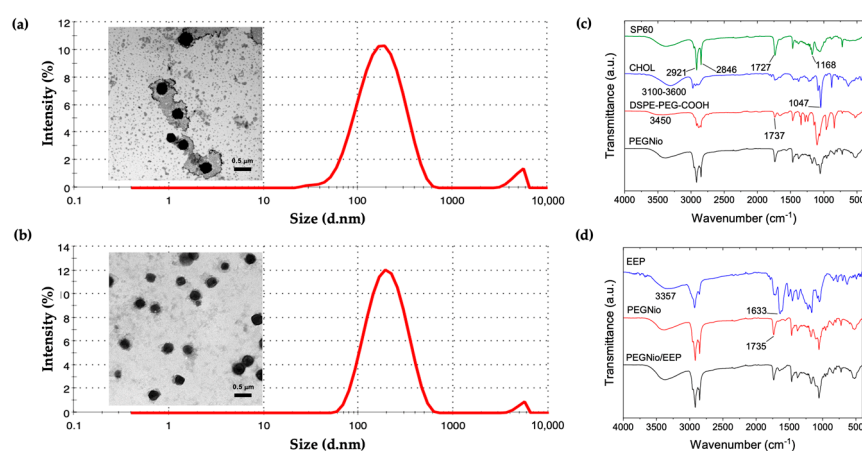 (a)
Intensity (%)
12
10
8
6
4
2
0
0.5 µm
0.1
1
10
100
1000
10,000
Size (d.nm)
(b)
Intensity (%)
14
12
10
8
6
4
2
0
0.5 µm
0.1
1
10
100
1000
10,000
Size (d.nm)
(c)
Transmittance (a.u.)
SP60
2921
2846
1727
1168
CHOL
3100-3600
1047
DSPE-PEG-COOH
3450
1737
PEGNio
4000 3500 3000 2500 2000 1500 1000 500
Wavenumber (cm-1)
(d)
Transmittance (a.u.)
EEP
3357
1633
PEGNio
1735
PEGNio/EEP
4000 3500 3000 2500 2000 1500 1000 500
Wavenumber (cm-1)